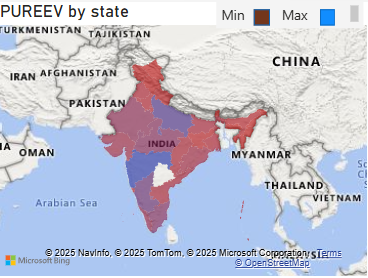 PUREEV by state
Min
Max
TURKMENISTAN
TAJIKISTAN
CHINA
IRAN
AFGHANISTAN
PAKISTAN
INDIA
OMAN
MYANMAR
THAILAND
VIETNAM
Arabian Sea
Microsoft Bing
© 2025 NavInfo, © 2025 TomTom, © 2025 Microsoft Corporation
© OpenStreetMap